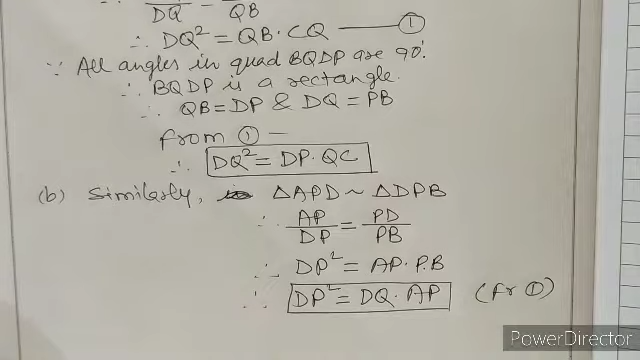 DQ QB
∴ DQ² = QB · CQ —— ①
∵ All angles in quad BQDP are 90°.
∴ BQDP is a rectangle.
∴ QB = DP & DQ = PB
from ① —
∴ DQ² = DP · QC
(b) Similarly, △APD ~ △DPB
∴ AP/DP = PD/PB
∴ DP² = AP · P.B
∴ DP² = DQ · AP (fr ①)
PowerDirector